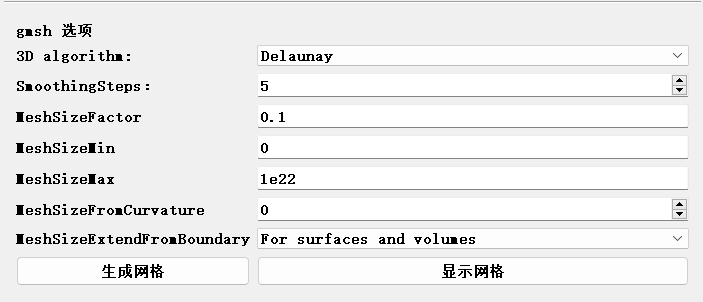 gmsh 选项
3D algorithm: Delaunay
SmoothingSteps: 5
MeshSizeFactor 0.1
MeshSizeMin 0
MeshSizeMax 1e22
MeshSizeFromCurvature 0
MeshSizeExtendFromBoundary For surfaces and volumes
生成网格 显示网格